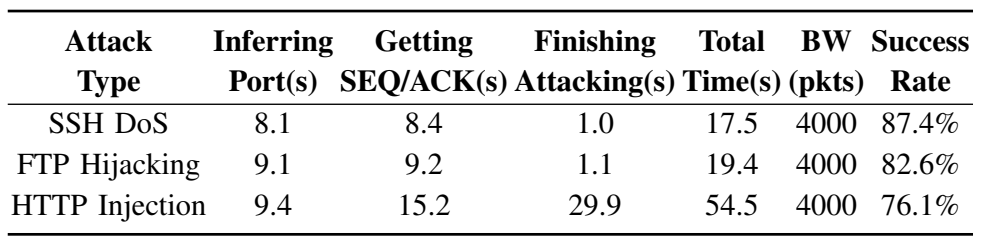 Attack Inferring Getting Finishing Total BW Success
Type Port(s) SEQ/ACK(s) Attacking(s) Time(s) (pkts) Rate
SSH DoS 8.1 8.4 1.0 17.5 4000 87.4%
FTP Hijacking 9.1 9.2 1.1 19.4 4000 82.6%
HTTP Injection 9.4 15.2 29.9 54.5 4000 76.1%